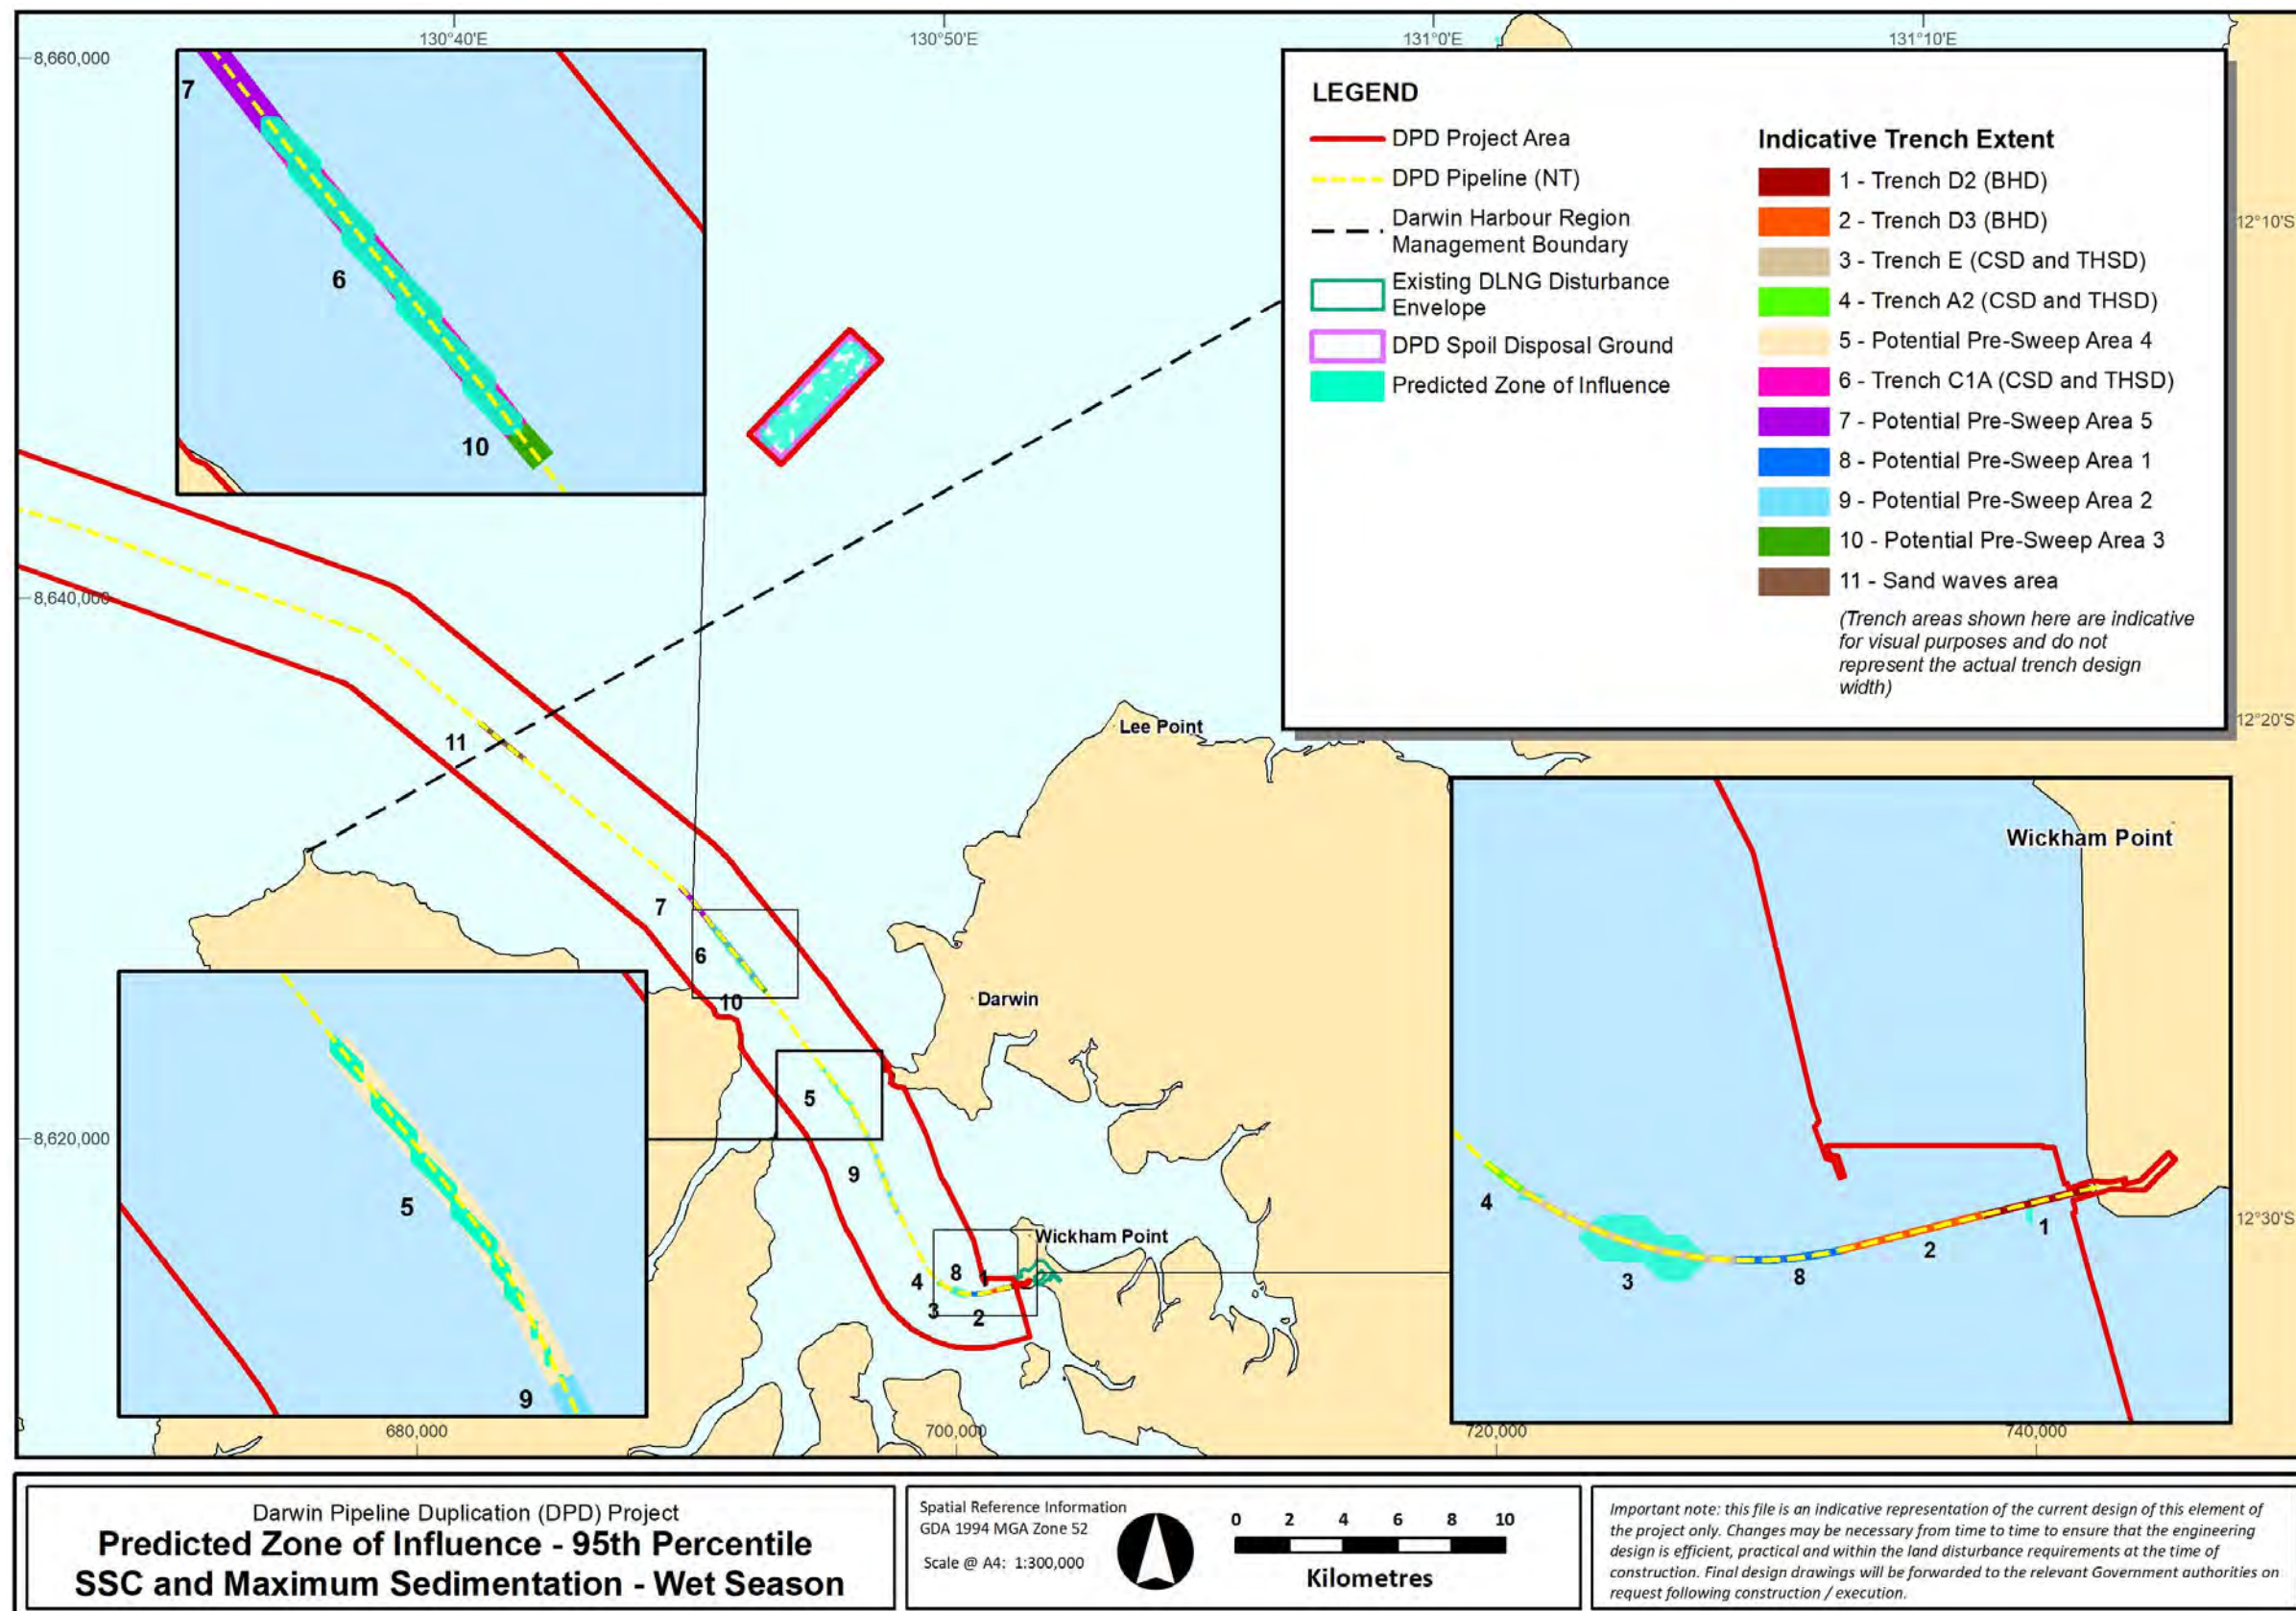 130°40'E
130°50'E
131°0'E
131°10'E
8,660,000
8,640,000
8,620,000
12°10'S
12°20'S
12°30'S
680,000
700,000
720,000
740,000
7
6
10
LEGEND
DPD Project Area
DPD Pipeline (NT)
Darwin Harbour Region
Management Boundary
Existing DLNG Disturbance
Envelope
DPD Spoil Disposal Ground
Predicted Zone of Influence
Indicative Trench Extent
1 - Trench D2 (BHD)
2 - Trench D3 (BHD)
3 - Trench E (CSD and THSD)
4 - Trench A2 (CSD and THSD)
5 - Potential Pre-Sweep Area 4
6 - Trench C1A (CSD and THSD)
7 - Potential Pre-Sweep Area 5
8 - Potential Pre-Sweep Area 1
9 - Potential Pre-Sweep Area 2
10 - Potential Pre-Sweep Area 3
11 - Sand waves area
(Trench areas shown here are indicative
for visual purposes and do not
represent the actual trench design
width)
11
Lee Point
7
6
10
Darwin
5
9
Wickham Point
4
8
1
3
2
5
9
Wickham Point
4
3
8
2
1
Darwin Pipeline Duplication (DPD) Project
Predicted Zone of Influence - 95th Percentile
SSC and Maximum Sedimentation - Wet Season
Spatial Reference Information
GDA 1994 MGA Zone 52
Scale @ A4: 1:300,000
0 2 4 6 8 10
Kilometres
Important note: this file is an indicative representation of the current design of this element of
the project only. Changes may be necessary from time to time to ensure that the engineering
design is efficient, practical and within the land disturbance requirements at the time of
construction. Final design drawings will be forwarded to the relevant Government authorities on
request following construction / execution.